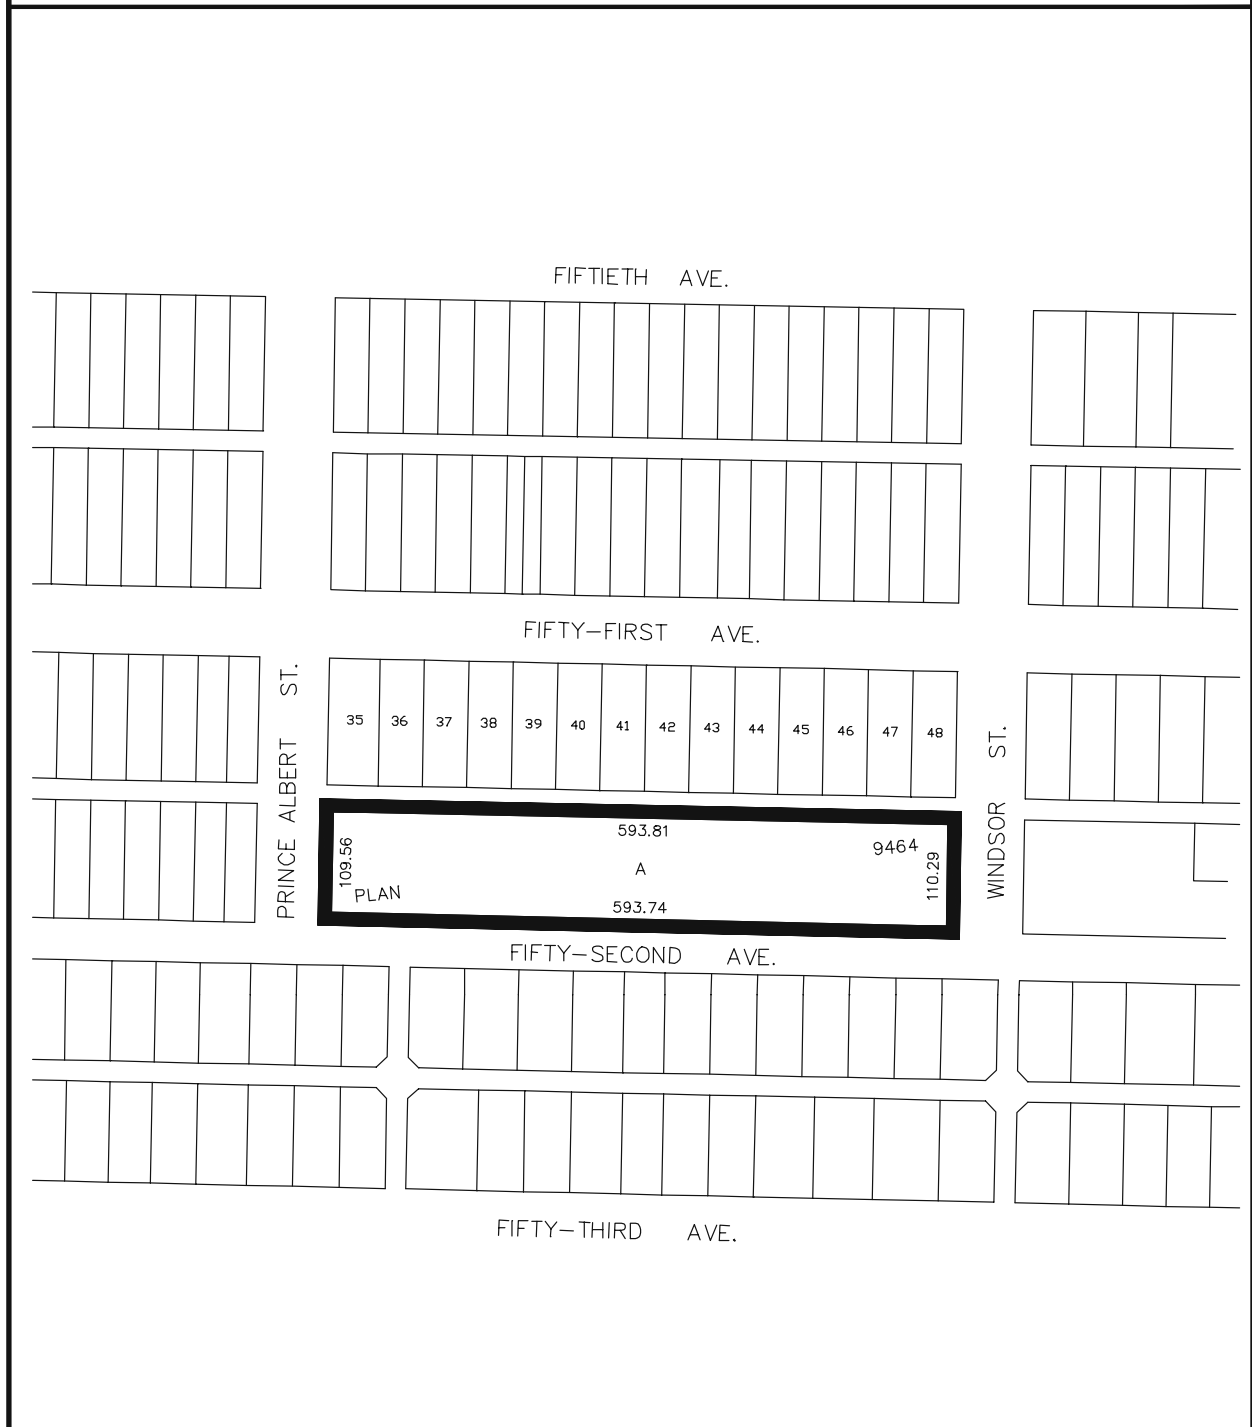 FIFTIETH AVE.
FIFTY-FIRST AVE.
PRINCE ALBERT ST.
35 36 37 38 39 40 41 42 43 44 45 46 47 48
WINDSOR ST.
593.81
9464
109.56
A
110.29
PLAN
593.74
FIFTY-SECOND AVE.
FIFTY-THIRD AVE.